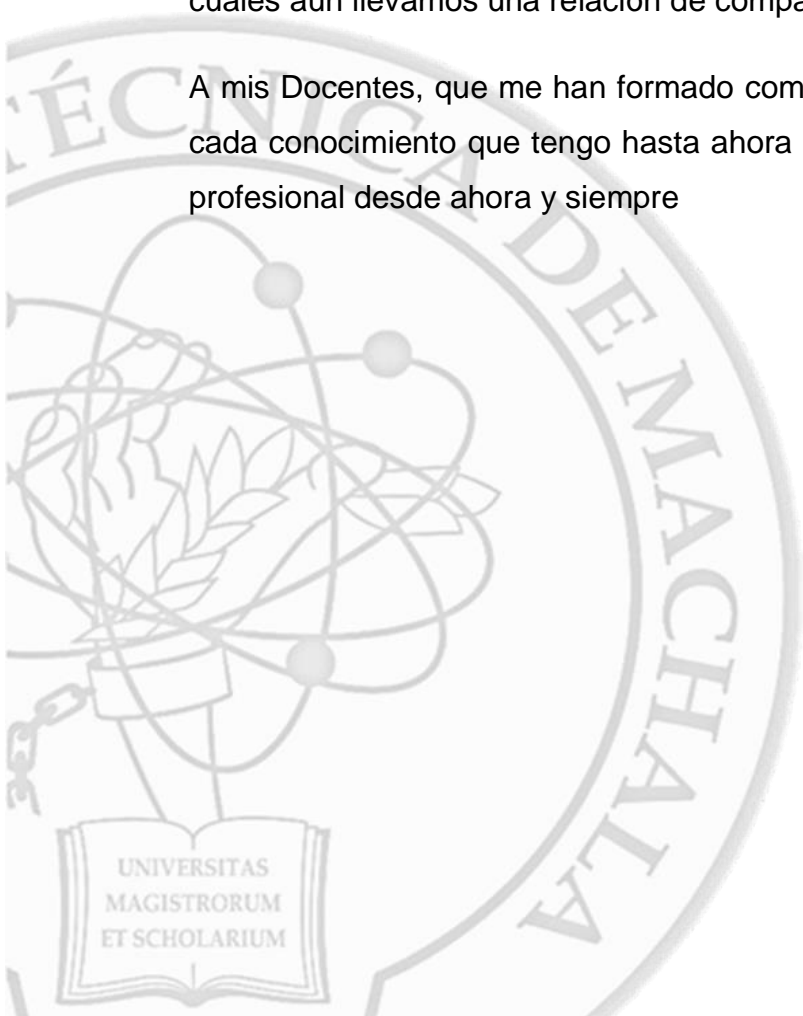 cuales aún llevamos una relación de compa
A mis Docentes, que me han formado com
cada conocimiento que tengo hasta ahora
profesional desde ahora y siempre
TÉCNICA DE MACHALA
UNIVERSITAS
MAGISTRORUM
ET SCHOLARIUM